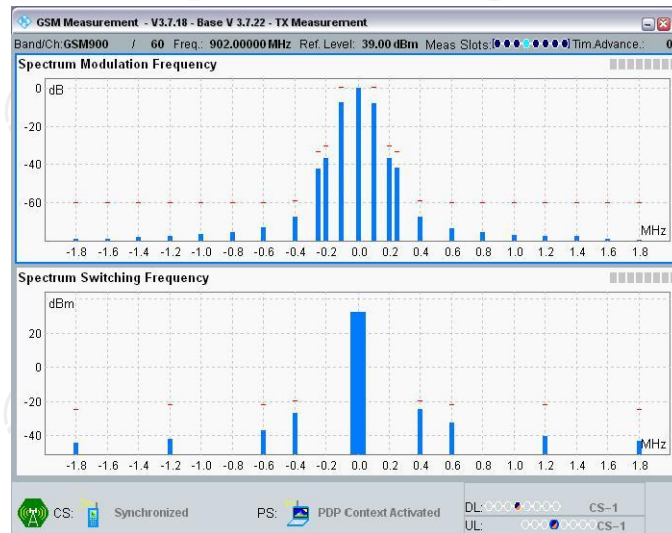 GSM Measurement - V3.7.18 - Base V 3.7.22 - TX Measurement
Band/Ch: GSM900 / 60 Freq.: 902.00000 MHz Ref. Level: 39.00 dBm Meas Slots: Tim.Advance.: 0
Spectrum Modulation Frequency
dB
0
-20
-40
-60
MHz
-1.8 -1.6 -1.4 -1.2 -1.0 -0.8 -0.6 -0.4 -0.2 0.0 0.2 0.4 0.6 0.8 1.0 1.2 1.4 1.6 1.8
Spectrum Switching Frequency
dBm
20
0
-20
-40
MHz
-1.8 -1.6 -1.4 -1.2 -1.0 -0.8 -0.6 -0.4 -0.2 0.0 0.2 0.4 0.6 0.8 1.0 1.2 1.4 1.6 1.8
CS: Synchronized PS: PDP Context Activated DL: CS-1
UL: CS-1